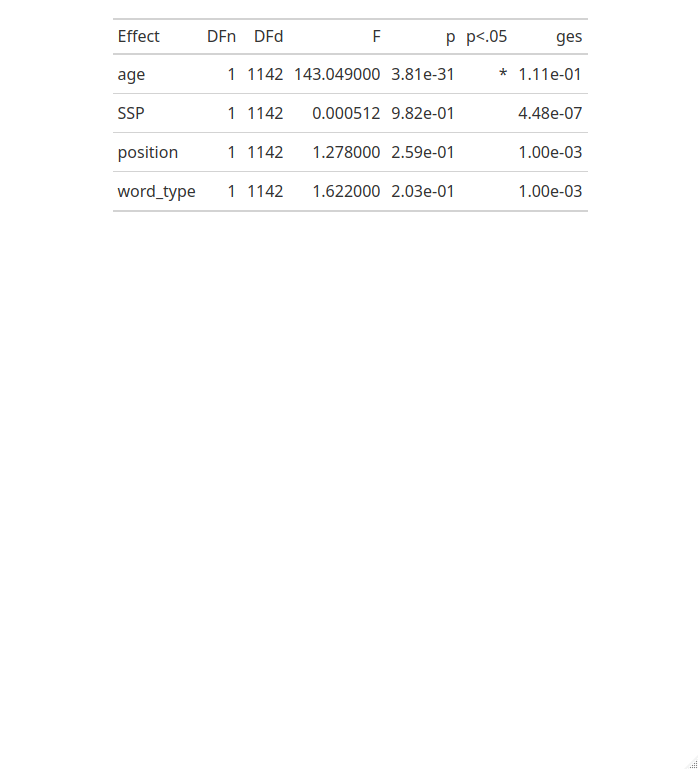 Effect DFn DFd F p p<.05 ges
age 1 1142 143.049000 3.81e-31 * 1.11e-01
SSP 1 1142 0.000512 9.82e-01 4.48e-07
position 1 1142 1.278000 2.59e-01 1.00e-03
word_type 1 1142 1.622000 2.03e-01 1.00e-03